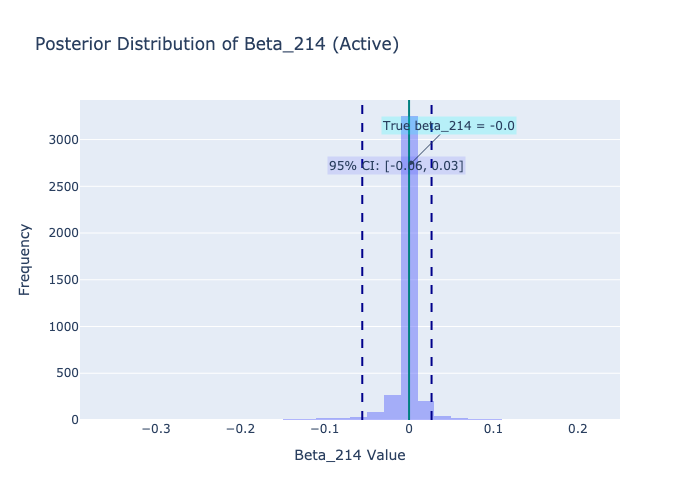 Posterior Distribution of Beta_214 (Active)
True beta_214 = -0.0
95% CI: [-0.06, 0.03]
Frequency
3000
2500
2000
1500
1000
500
0
−0.3
−0.2
−0.1
0
0.1
0.2
Beta_214 Value